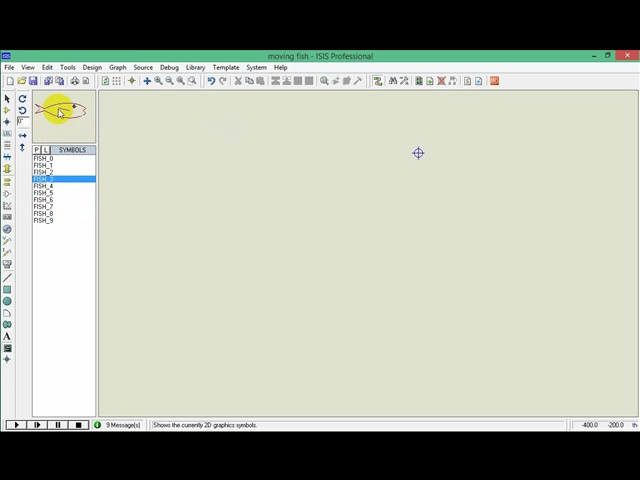 ISIS
moving fish - ISIS Professional
File View Edit Tools Design Graph Source Debug Library Template System Help
P L SYMBOLS
FISH_0
FISH_1
FISH_2
FISH_3
FISH_4
FISH_5
FISH_6
FISH_7
FISH_8
FISH_9
A
9 Message(s) Shows the currently 2D graphics symbols. -400.0 -200.0 th